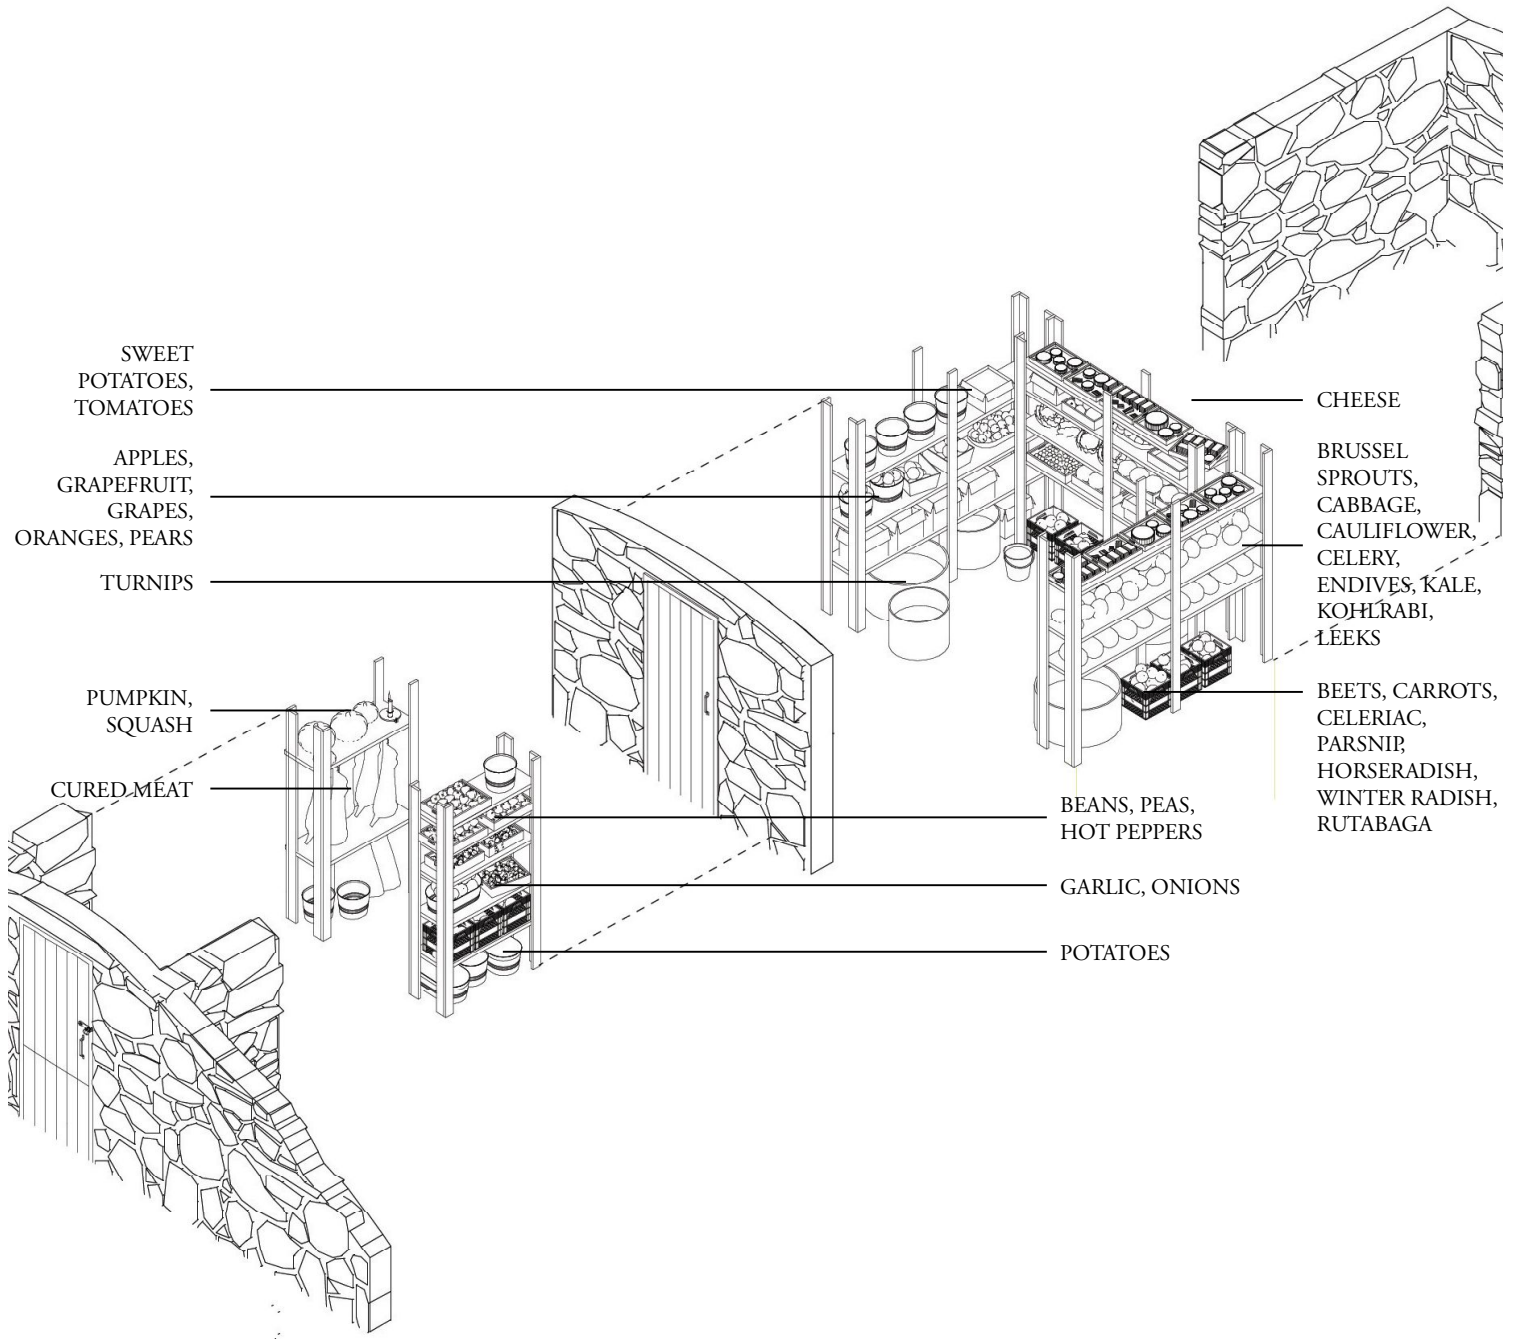 SWEET
POTATOES,
TOMATOES
APPLES,
GRAPEFRUIT,
GRAPES,
ORANGES, PEARS
TURNIPS
PUMPKIN,
SQUASH
CURED MEAT
CHEESE
BRUSSEL
SPROUTS,
CABBAGE,
CAULIFLOWER,
CELERY,
ENDIVES, KALE,
KOHLRABI,
LEEKS
BEETS, CARROTS,
CELERIAC,
PARSNIP,
HORSERADISH,
WINTER RADISH,
RUTABAGA
BEANS, PEAS,
HOT PEPPERS
GARLIC, ONIONS
POTATOES